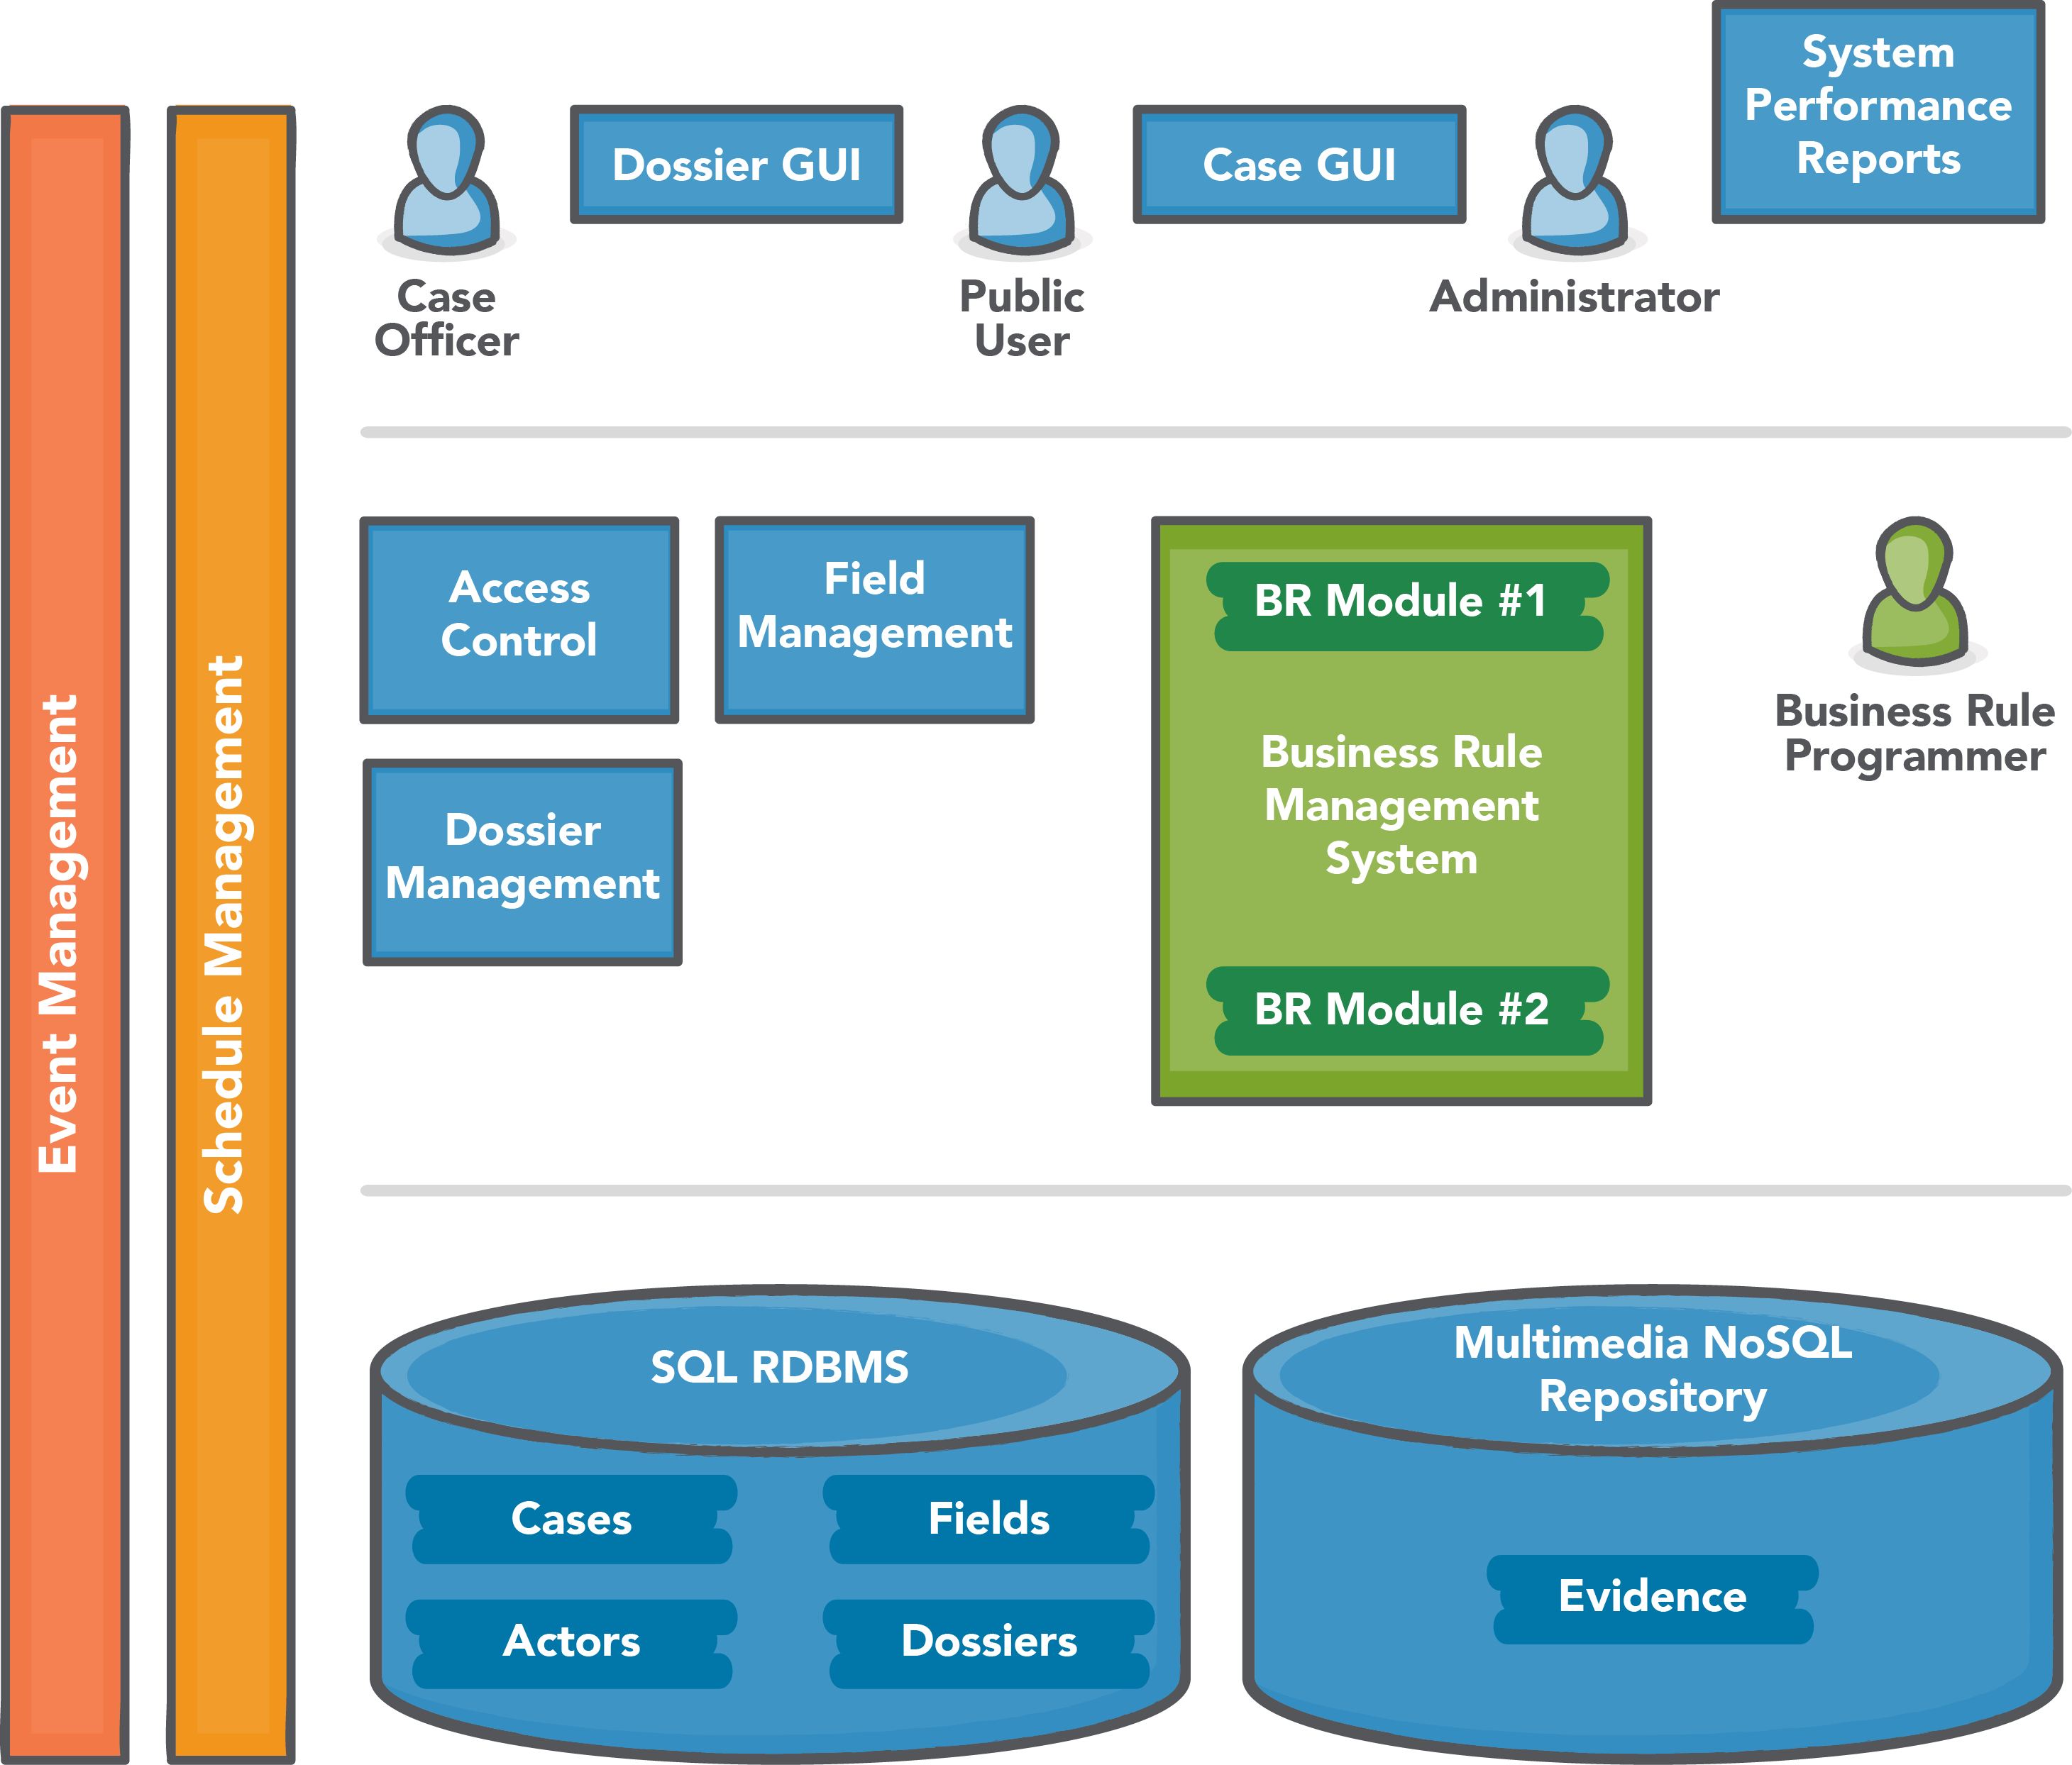 Event Management
Schedule Management
Case
Officer
Dossier GUI
Public
User
Case GUI
Administrator
System
Performance
Reports
Access
Control
Field
Management
Dossier
Management
BR Module #1
Business Rule
Management
System
BR Module #2
Business Rule
Programmer
SQL RDBMS
Cases
Fields
Actors
Dossiers
Multimedia NoSQL
Repository
Evidence